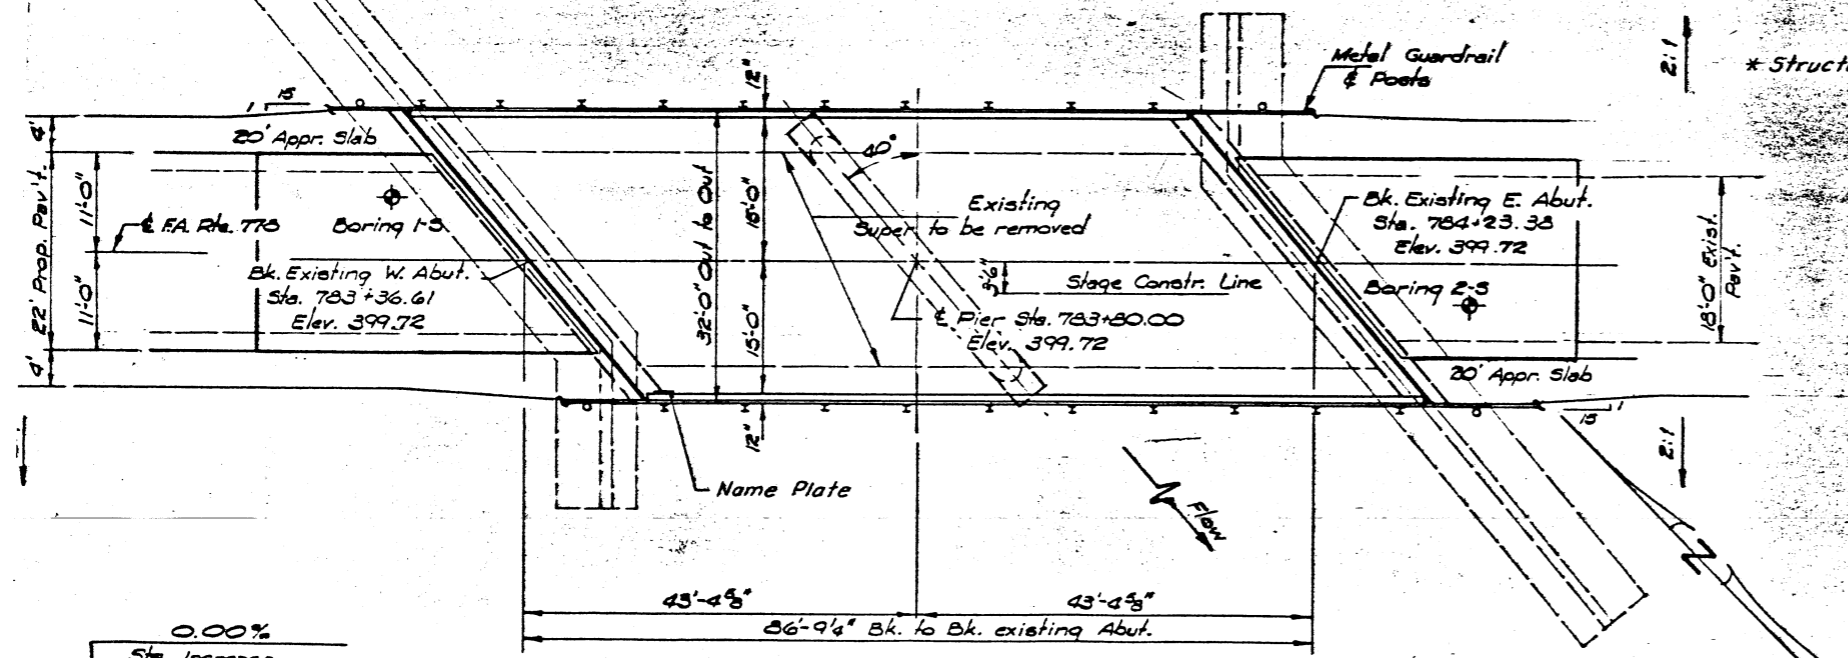 Metal Guardrail
& Posts
2:1
* Struct
12"
1
15
4'
20' Appr. Slab
40°
11'-0"
22' Prop. Pav't.
℄ F.A. Rte. 778
Boring 1-S
15'-0"
32'-0" Out to Out
Existing
Super to be removed
Bk. Existing E. Abut.
Sta. 784+23.38
Elev. 399.72
18'-0" Exist.
Pav't.
Bk. Existing W. Abut.
Sta. 783+36.61
Elev. 399.72
11'-0"
3'6"
Stage Constr. Line
Boring 2-S
15'-0"
℄ Pier Sta. 783+80.00
Elev. 399.72
4'
20' Appr. Slab
15
1
12"
2:1
Name Plate
Flow
43'-4⅝"
43'-4⅝"
86'-9¼" Bk. to Bk. existing Abut.
0.00%
Sta.